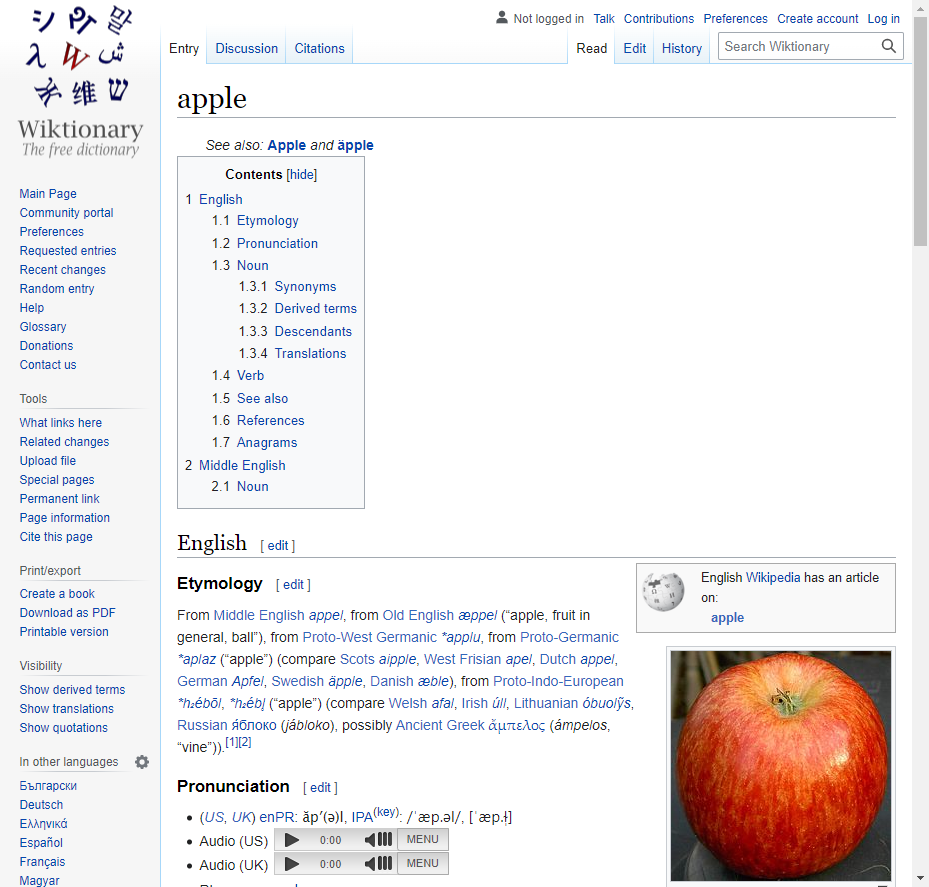 Not logged in Talk Contributions Preferences Create account Log in
Entry Discussion Citations Read Edit History Search Wiktionary
シ Р 말
λ W ش
維 ש
Wiktionary
The free dictionary
Main Page
Community portal
Preferences
Requested entries
Recent changes
Random entry
Help
Glossary
Donations
Contact us
Tools
What links here
Related changes
Upload file
Special pages
Permanent link
Page information
Cite this page
Print/export
Create a book
Download as PDF
Printable version
Visibility
Show derived terms
Show translations
Show quotations
In other languages
Български
Deutsch
Ελληνικά
Español
Français
Magyar
apple
See also: Apple and äpple
Contents [hide]
1 English
1.1 Etymology
1.2 Pronunciation
1.3 Noun
1.3.1 Synonyms
1.3.2 Derived terms
1.3.3 Descendants
1.3.4 Translations
1.4 Verb
1.5 See also
1.6 References
1.7 Anagrams
2 Middle English
2.1 Noun
English [ edit ]
Etymology [ edit ]
From Middle English appel, from Old English æppel (“apple, fruit in
general, ball”), from Proto-West Germanic *applu, from Proto-Germanic
*aplaz (“apple”) (compare Scots aipple, West Frisian apel, Dutch appel,
German Apfel, Swedish äpple, Danish æble), from Proto-Indo-European
*h₂ébōl, *h₂ébl̥ (“apple”) (compare Welsh afal, Irish úll, Lithuanian óbuolỹs,
Russian я́блоко (jábloko), possibly Ancient Greek ἄμπελος (ámpelos,
“vine”)).[1][2]
English Wikipedia has an article
on:
apple
Pronunciation [ edit ]
• (US, UK) enPR: ăp′(ə)l, IPA(key): /ˈæp.əl/, [ˈæp.ɫ̩]
• Audio (US) 0:00 MENU
• Audio (UK) 0:00 MENU